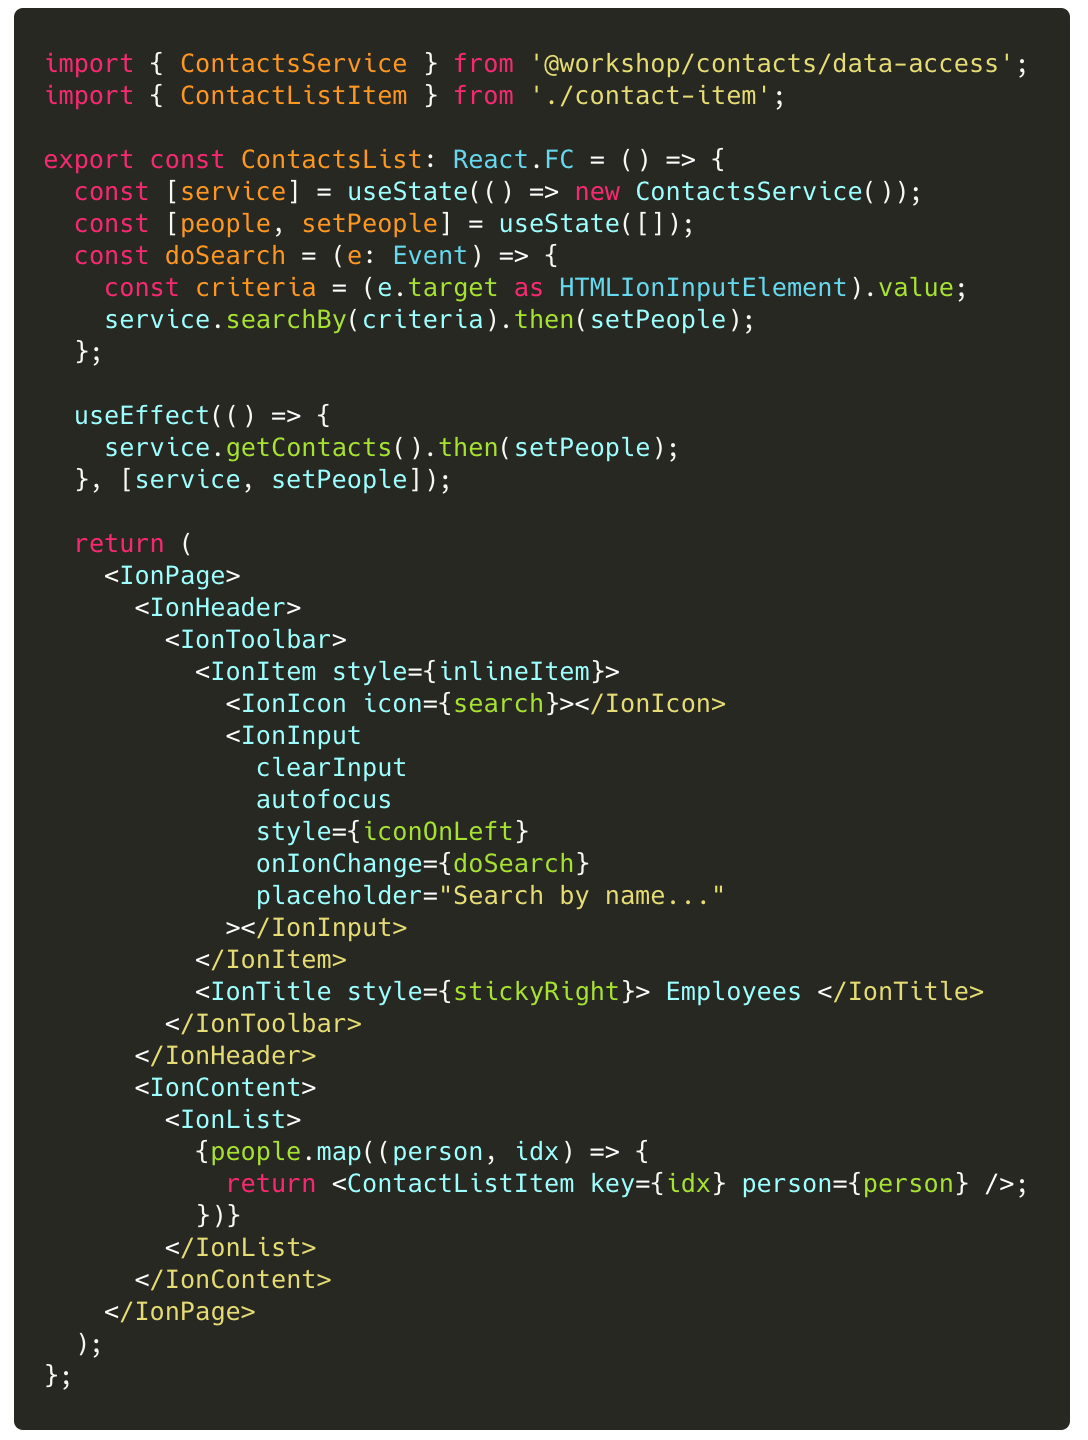 import { ContactsService } from '@workshop/contacts/data-access';
import { ContactListItem } from './contact-item';

export const ContactsList: React.FC = () => {
  const [service] = useState(() => new ContactsService());
  const [people, setPeople] = useState([]);
  const doSearch = (e: Event) => {
    const criteria = (e.target as HTMLIonInputElement).value;
    service.searchBy(criteria).then(setPeople);
  };

  useEffect(() => {
    service.getContacts().then(setPeople);
  }, [service, setPeople]);

  return (
    <IonPage>
      <IonHeader>
        <IonToolbar>
          <IonItem style={inlineItem}>
            <IonIcon icon={search}></IonIcon>
            <IonInput
              clearInput
              autofocus
              style={iconOnLeft}
              onIonChange={doSearch}
              placeholder="Search by name..."
            ></IonInput>
          </IonItem>
          <IonTitle style={stickyRight}> Employees </IonTitle>
        </IonToolbar>
      </IonHeader>
      <IonContent>
        <IonList>
          {people.map((person, idx) => {
            return <ContactListItem key={idx} person={person} />;
          })}
        </IonList>
      </IonContent>
    </IonPage>
  );
};